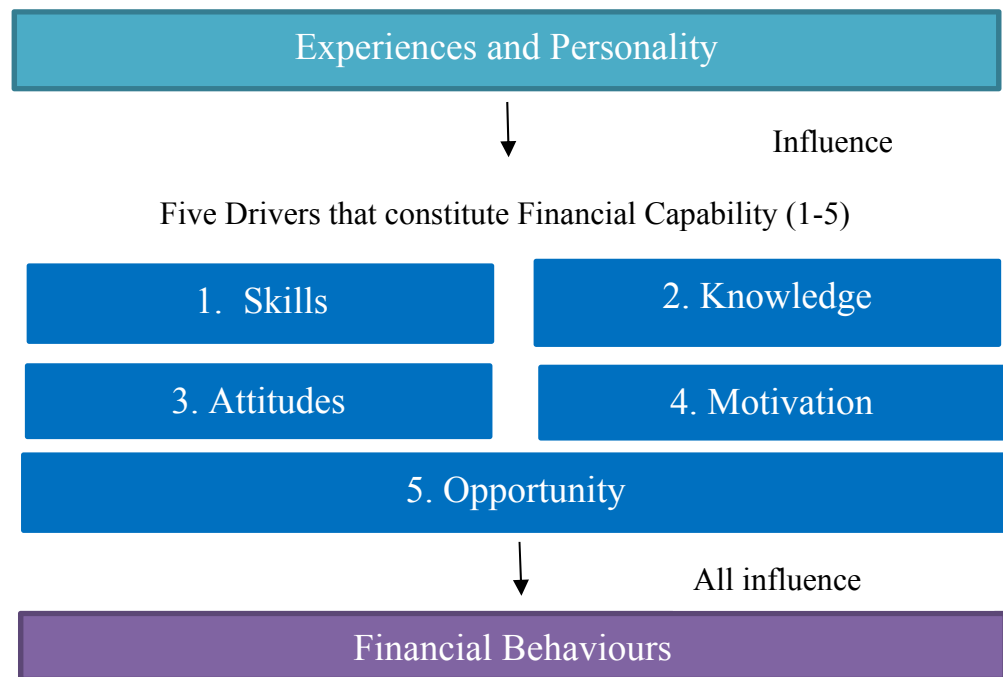 Experiences and Personality
Influence
Five Drivers that constitute Financial Capability (1-5)
1. Skills
2. Knowledge
3. Attitudes
4. Motivation
5. Opportunity
All influence
Financial Behaviours